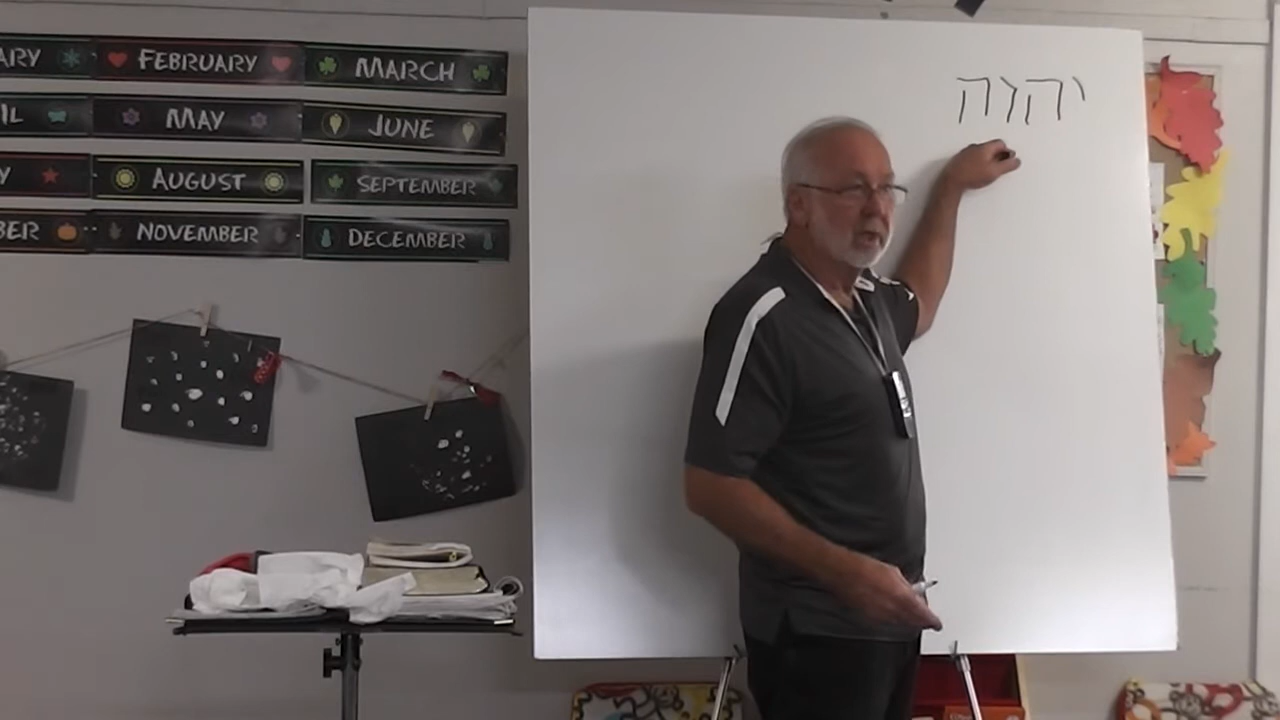 יהוה
ARY FEBRUARY MARCH
IL MAY JUNE
Y AUGUST SEPTEMBER
BER NOVEMBER DECEMBER